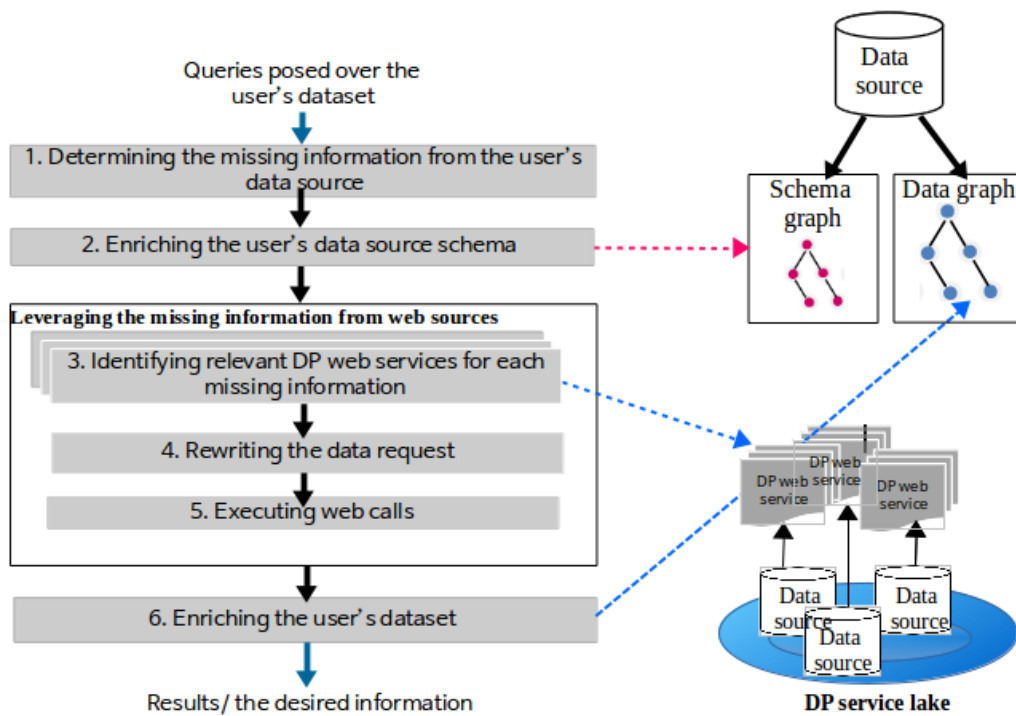 Queries posed over the
user's dataset
1. Determining the missing information from the user's
data source
2. Enriching the user's data source schema
Leveraging the missing information from web sources
3. Identifying relevant DP web services for each
missing information
4. Rewriting the data request
5. Executing web calls
6. Enriching the user's dataset
Results/ the desired information
Data
source
Schema
graph
Data graph
DP web
service
DP web
service
DP web
service
Data
source
Data
source
Data
source
DP service lake